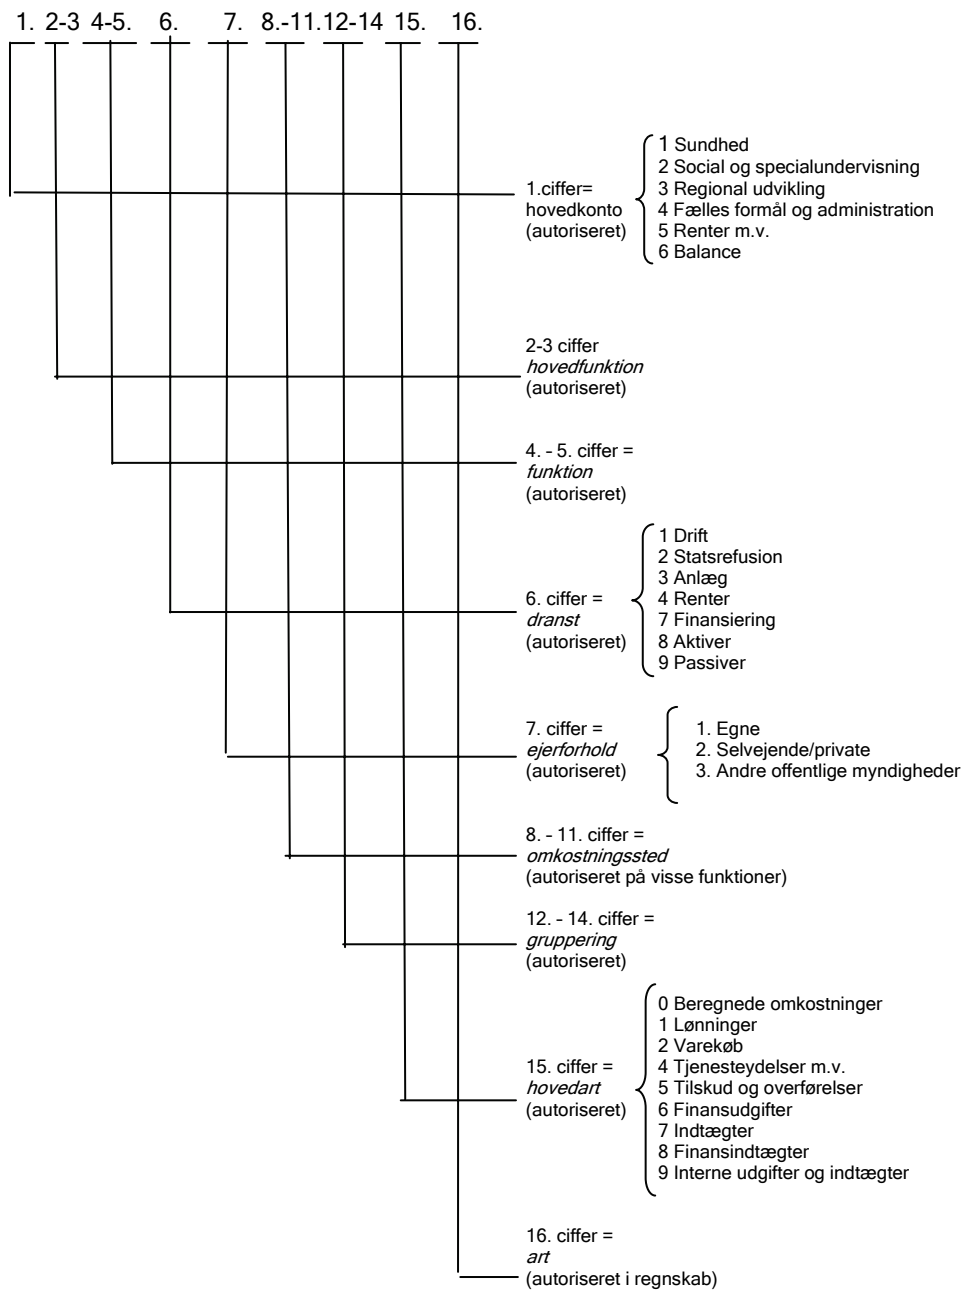 1. 2-3 4-5. 6. 7. 8.-11.12-14 15. 16.
1.ciffer=
hovedkonto
(autoriseret)
1 Sundhed
2 Social og specialundervisning
3 Regional udvikling
4 Fælles formål og administration
5 Renter m.v.
6 Balance
2-3 ciffer
hovedfunktion
(autoriseret)
4. - 5. ciffer =
funktion
(autoriseret)
6. ciffer =
dranst
(autoriseret)
1 Drift
2 Statsrefusion
3 Anlæg
4 Renter
7 Finansiering
8 Aktiver
9 Passiver
7. ciffer =
ejerforhold
(autoriseret)
1. Egne
2. Selvejende/private
3. Andre offentlige myndigheder
8. - 11. ciffer =
omkostningssted
(autoriseret på visse funktioner)
12. - 14. ciffer =
gruppering
(autoriseret)
15. ciffer =
hovedart
(autoriseret)
0 Beregnede omkostninger
1 Lønninger
2 Varekøb
4 Tjenesteydelser m.v.
5 Tilskud og overførelser
6 Finansudgifter
7 Indtægter
8 Finansindtægter
9 Interne udgifter og indtægter
16. ciffer =
art
(autoriseret i regnskab)